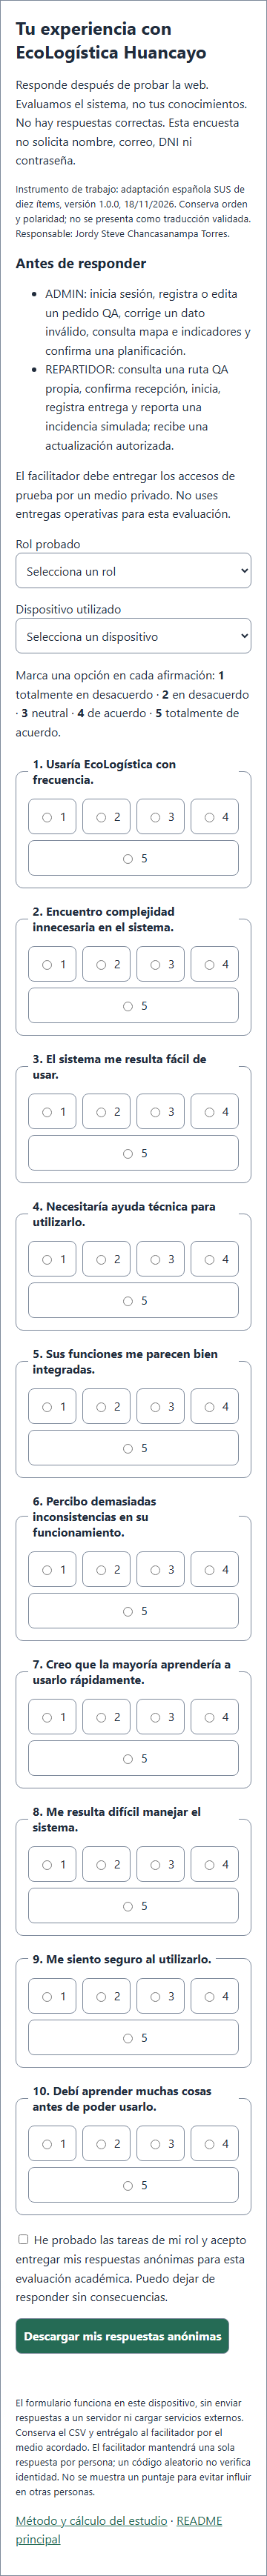 Tu experiencia con
EcoLogística Huancayo
Responde después de probar la web.
Evaluamos el sistema, no tus conocimientos.
No hay respuestas correctas. Esta encuesta
no solicita nombre, correo, DNI ni
contraseña.
Instrumento de trabajo: adaptación española SUS de
diez ítems, versión 1.0.0, 18/11/2026. Conserva orden
y polaridad; no se presenta como traducción validada.
Responsable: Jordy Steve Chancasanampa Torres.
Antes de responder
• ADMIN: inicia sesión, registra o edita
un pedido QA, corrige un dato
inválido, consulta mapa e indicadores y
confirma una planificación.
• REPARTIDOR: consulta una ruta QA
propia, confirma recepción, inicia,
registra entrega y reporta una
incidencia simulada; recibe una
actualización autorizada.
El facilitador debe entregar los accesos de
prueba por un medio privado. No uses
entregas operativas para esta evaluación.
Rol probado
Selecciona un rol
Dispositivo utilizado
Selecciona un dispositivo
Marca una opción en cada afirmación: 1
totalmente en desacuerdo · 2 en desacuerdo
· 3 neutral · 4 de acuerdo · 5 totalmente de
acuerdo.
1. Usaría EcoLogística con
frecuencia.
1 2 3 4
5
2. Encuentro complejidad
innecesaria en el sistema.
1 2 3 4
5
3. El sistema me resulta fácil de
usar.
1 2 3 4
5
4. Necesitaría ayuda técnica para
utilizarlo.
1 2 3 4
5
5. Sus funciones me parecen bien
integradas.
1 2 3 4
5
6. Percibo demasiadas
inconsistencias en su
funcionamiento.
1 2 3 4
5
7. Creo que la mayoría aprendería a
usarlo rápidamente.
1 2 3 4
5
8. Me resulta difícil manejar el
sistema.
1 2 3 4
5
9. Me siento seguro al utilizarlo.
1 2 3 4
5
10. Debí aprender muchas cosas
antes de poder usarlo.
1 2 3 4
5
He probado las tareas de mi rol y acepto
entregar mis respuestas anónimas para esta
evaluación académica. Puedo dejar de
responder sin consecuencias.
Descargar mis respuestas anónimas
El formulario funciona en este dispositivo, sin enviar
respuestas a un servidor ni cargar servicios externos.
Conserva el CSV y entrégalo al facilitador por el
medio acordado. El facilitador mantendrá una sola
respuesta por persona; un código aleatorio no verifica
identidad. No se muestra un puntaje para evitar influir
en otras personas.
Método y cálculo del estudio · README
principal